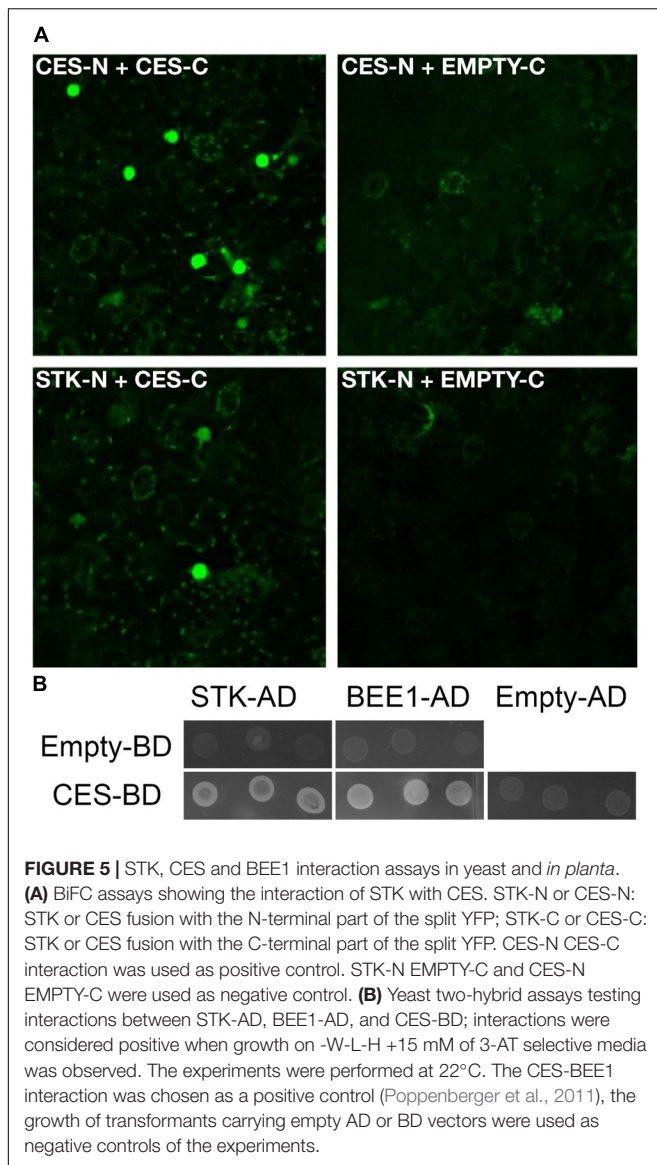 A
CES-N + CES-C
CES-N + EMPTY-C
STK-N + CES-C
STK-N + EMPTY-C
B
STK-AD
BEE1-AD
Empty-AD
Empty-BD
CES-BD
FIGURE 5 | STK, CES and BEE1 interaction assays in yeast and in planta.
(A) BiFC assays showing the interaction of STK with CES. STK-N or CES-N:
STK or CES fusion with the N-terminal part of the split YFP; STK-C or CES-C:
STK or CES fusion with the C-terminal part of the split YFP. CES-N CES-C
interaction was used as positive control. STK-N EMPTY-C and CES-N
EMPTY-C were used as negative control. (B) Yeast two-hybrid assays testing
interactions between STK-AD, BEE1-AD, and CES-BD; interactions were
considered positive when growth on -W-L-H +15 mM of 3-AT selective media
was observed. The experiments were performed at 22°C. The CES-BEE1
interaction was chosen as a positive control (Poppenberger et al., 2011), the
growth of transformants carrying empty AD or BD vectors were used as
negative controls of the experiments.